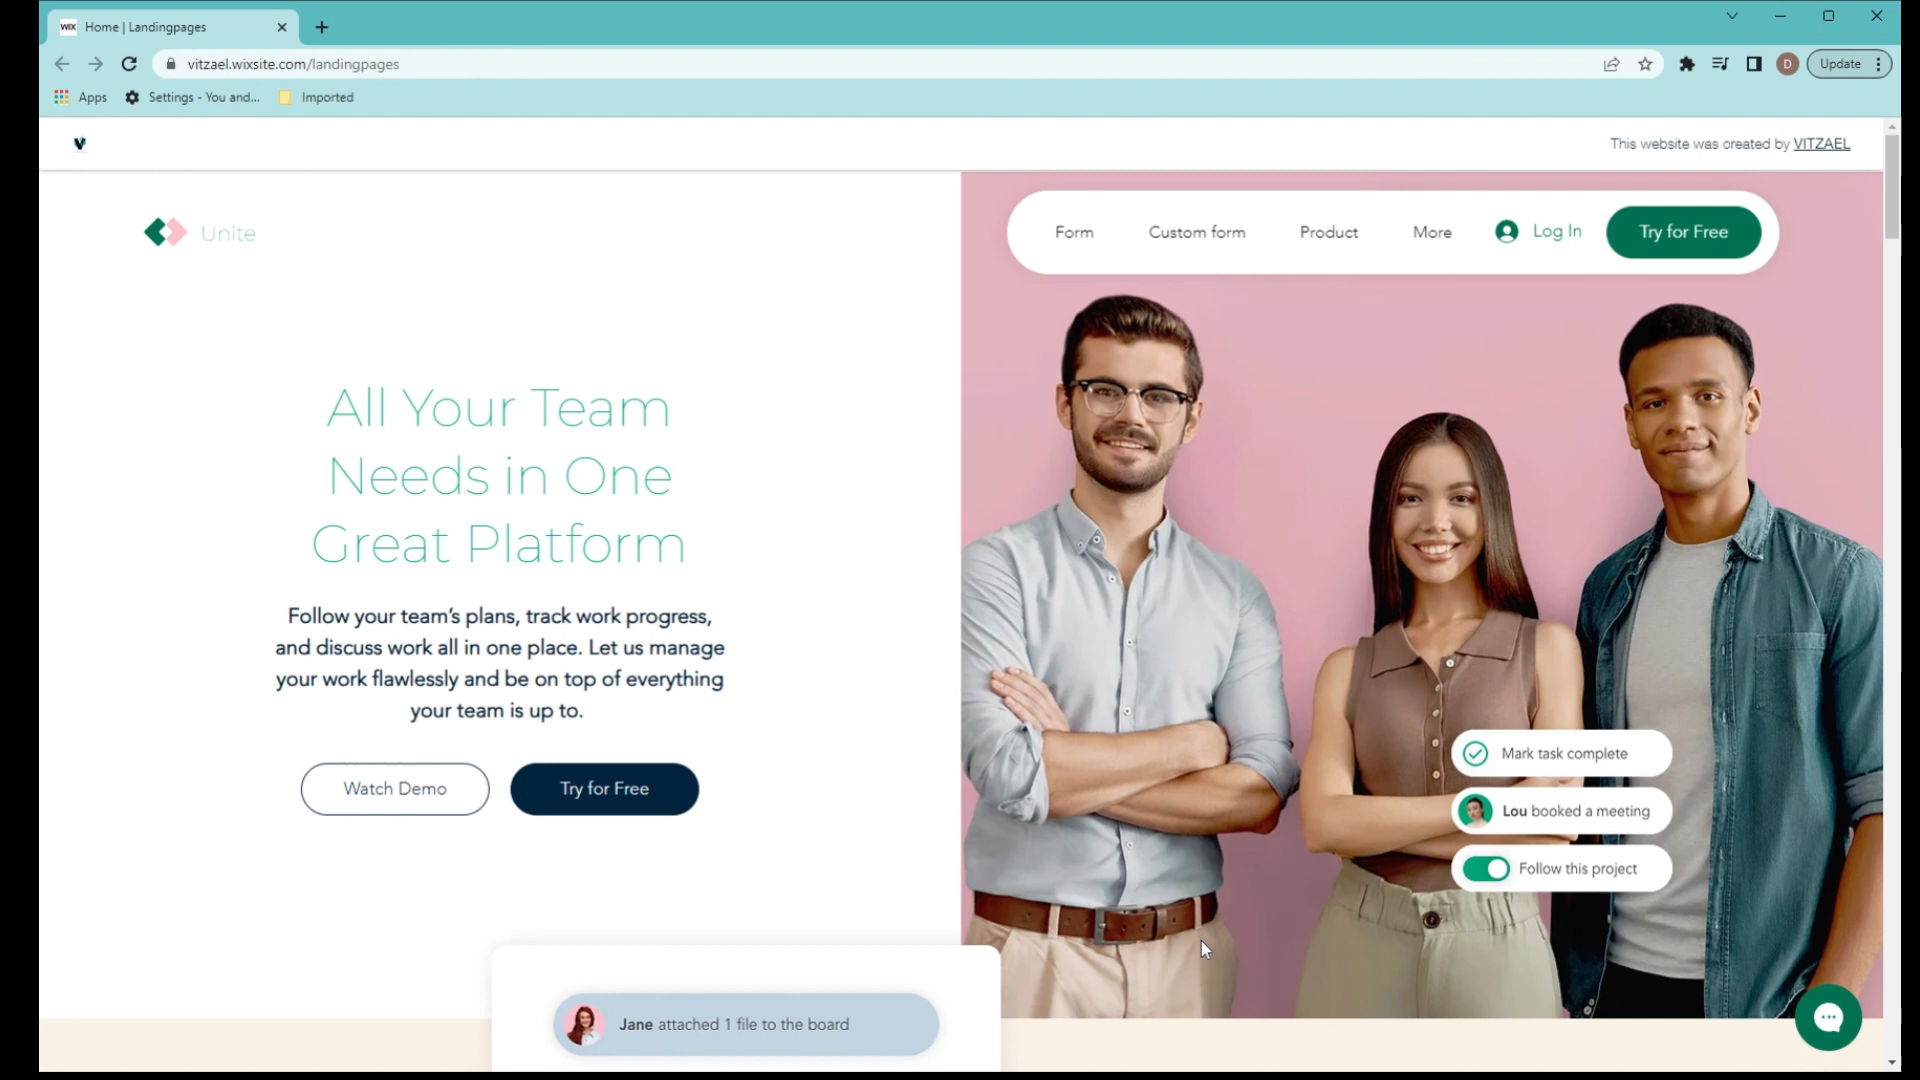 WIX Home | Landingpages
vitzael.wixsite.com/landingpages
D
Update
Apps
Settings - You and...
Imported
V
This website was created by VITZAEL
Unite
Form
Custom form
Product
More
Log In
Try for Free
All Your Team
Needs in One
Great Platform
Follow your team's plans, track work progress,
and discuss work all in one place. Let us manage
your work flawlessly and be on top of everything
your team is up to.
Watch Demo
Try for Free
Mark task complete
Lou booked a meeting
Follow this project
Jane attached 1 file to the board